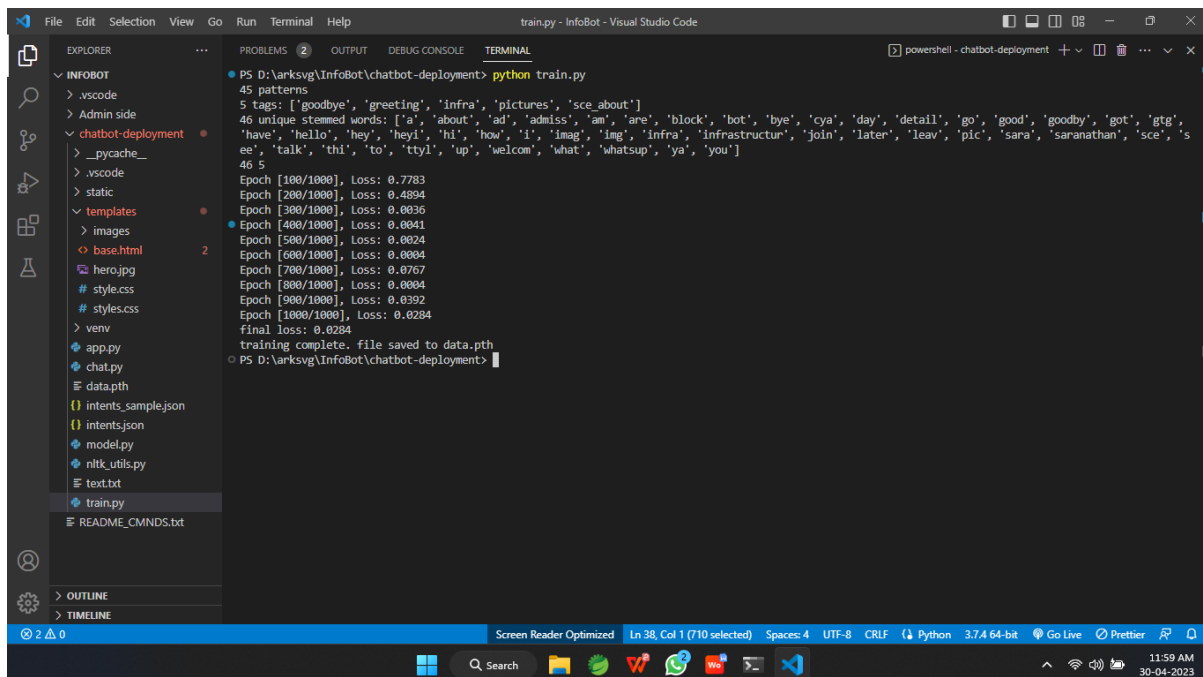 File Edit Selection View Go Run Terminal Help
train.py - InfoBot - Visual Studio Code
EXPLORER
INFOBOT
.vscode
Admin side
chatbot-deployment
__pycache__
.vscode
static
templates
images
base.html 2
hero.jpg
style.css
styles.css
venv
app.py
chat.py
data.pth
intents_sample.json
intents.json
model.py
nltk_utils.py
text.txt
train.py
README_CMNDS.txt
OUTLINE
TIMELINE
PROBLEMS 2 OUTPUT DEBUG CONSOLE TERMINAL
powershell - chatbot-deployment
PS D:\arksvg\InfoBot\chatbot-deployment> python train.py
45 patterns
5 tags: ['goodbye', 'greeting', 'infra', 'pictures', 'sce_about']
46 unique stemmed words: ['a', 'about', 'ad', 'admiss', 'am', 'are', 'block', 'bot', 'bye', 'cya', 'day', 'detail', 'go', 'good', 'goodby', 'got', 'gtg',
'have', 'hello', 'hey', 'heyi', 'hi', 'how', 'i', 'imag', 'img', 'infra', 'infrastructur', 'join', 'later', 'leav', 'pic', 'sara', 'saranathan', 'sce', 's
ee', 'talk', 'thi', 'to', 'ttyl', 'up', 'welcom', 'what', 'whatsup', 'ya', 'you']
46 5
Epoch [100/1000], Loss: 0.7783
Epoch [200/1000], Loss: 0.4894
Epoch [300/1000], Loss: 0.0036
Epoch [400/1000], Loss: 0.0041
Epoch [500/1000], Loss: 0.0024
Epoch [600/1000], Loss: 0.0004
Epoch [700/1000], Loss: 0.0767
Epoch [800/1000], Loss: 0.0004
Epoch [900/1000], Loss: 0.0392
Epoch [1000/1000], Loss: 0.0284
final loss: 0.0284
training complete. file saved to data.pth
PS D:\arksvg\InfoBot\chatbot-deployment>
2 0
Screen Reader Optimized Ln 38, Col 1 (710 selected) Spaces: 4 UTF-8 CRLF Python 3.7.4 64-bit Go Live Prettier
Search
2
11:59 AM
30-04-2023